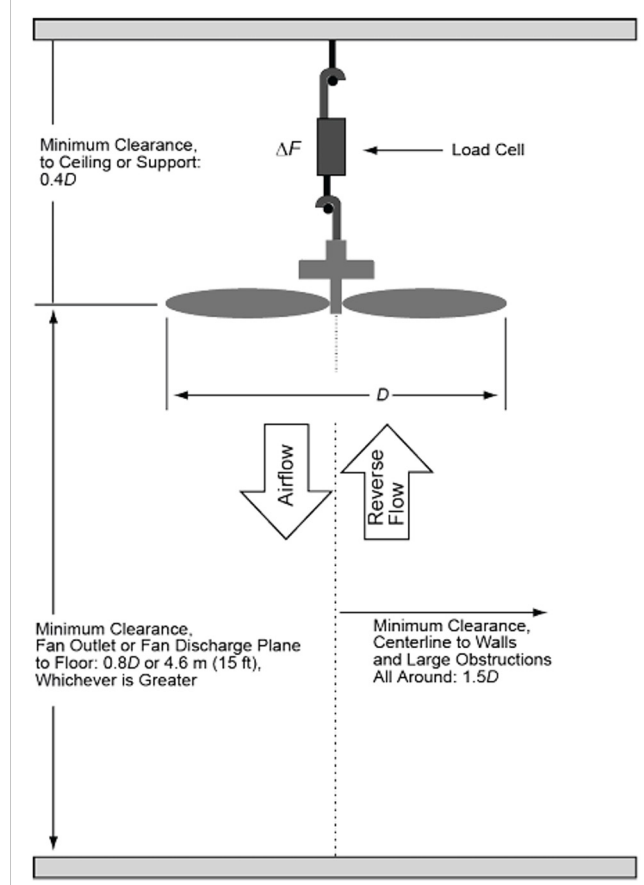 Minimum Clearance,
to Ceiling or Support:
0.4D
ΔF
Load Cell
D
Airflow
Reverse
Flow
Minimum Clearance,
Fan Outlet or Fan Discharge Plane
to Floor: 0.8D or 4.6 m (15 ft),
Whichever is Greater
Minimum Clearance,
Centerline to Walls
and Large Obstructions
All Around: 1.5D